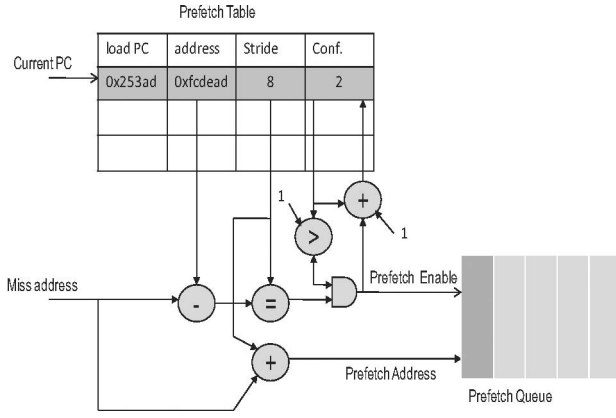 Prefetch Table
load PC address Stride Conf.
Current PC
0x253ad 0xfcdead 8 2
1
+
>
1
Prefetch Enable
Miss address
-
=
+
Prefetch Address
Prefetch Queue